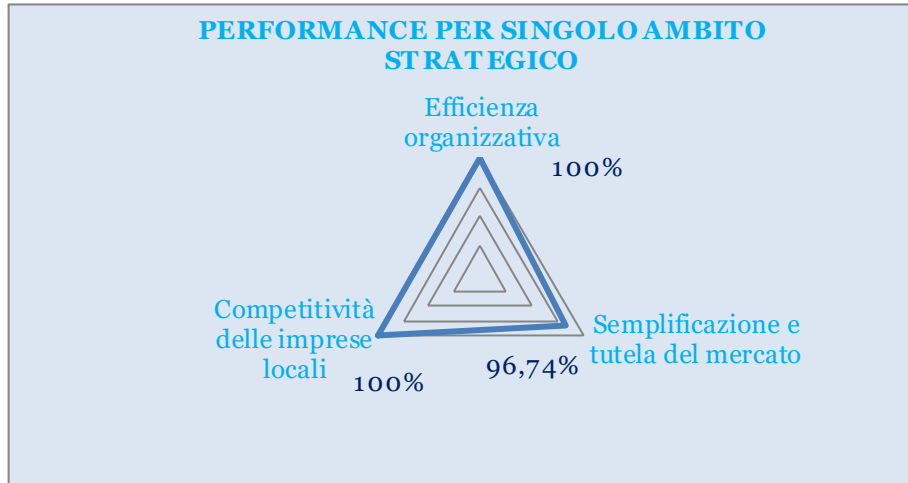 PERFORMANCE PER SINGOLO AMBITO
STRATEGICO
Efficienza
organizzativa
100%
Semplificazione e
tutela del mercato
96,74%
Competitività
delle imprese
locali
100%